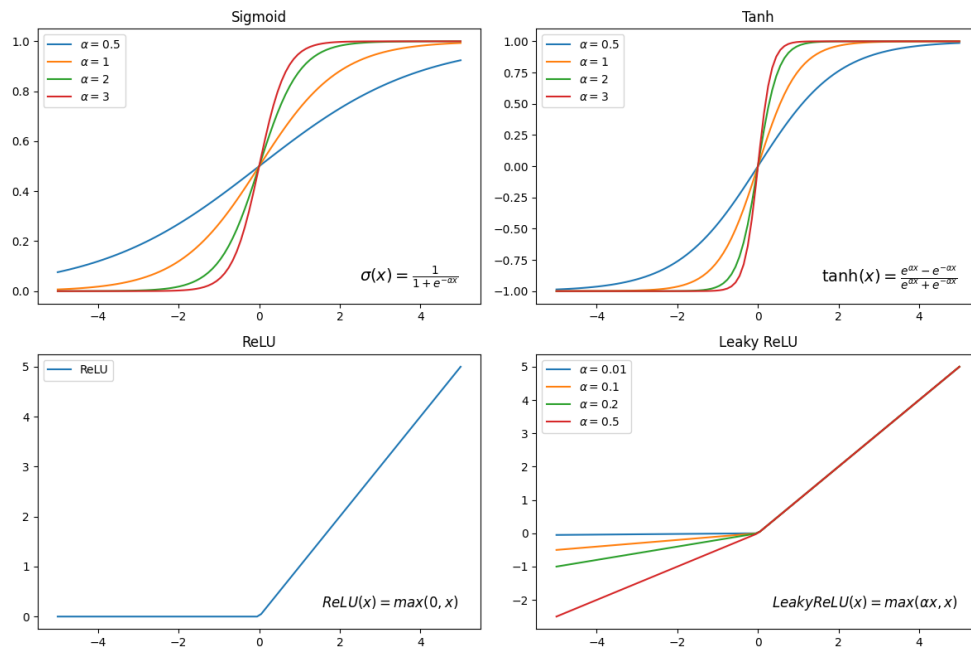 Sigmoid
α = 0.5
α = 1
α = 2
α = 3
1.0
0.8
0.6
0.4
0.2
0.0
σ(x) = 1/(1 + e^{−αx})
−4 −2 0 2 4
Tanh
α = 0.5
α = 1
α = 2
α = 3
1.00
0.75
0.50
0.25
0.00
−0.25
−0.50
−0.75
−1.00
tanh(x) = (e^{αx} − e^{−αx})/(e^{αx} + e^{−αx})
−4 −2 0 2 4
ReLU
ReLU
5
4
3
2
1
0
ReLU(x) = max(0, x)
−4 −2 0 2 4
Leaky ReLU
α = 0.01
α = 0.1
α = 0.2
α = 0.5
5
4
3
2
1
0
−1
−2
LeakyReLU(x) = max(αx, x)
−4 −2 0 2 4